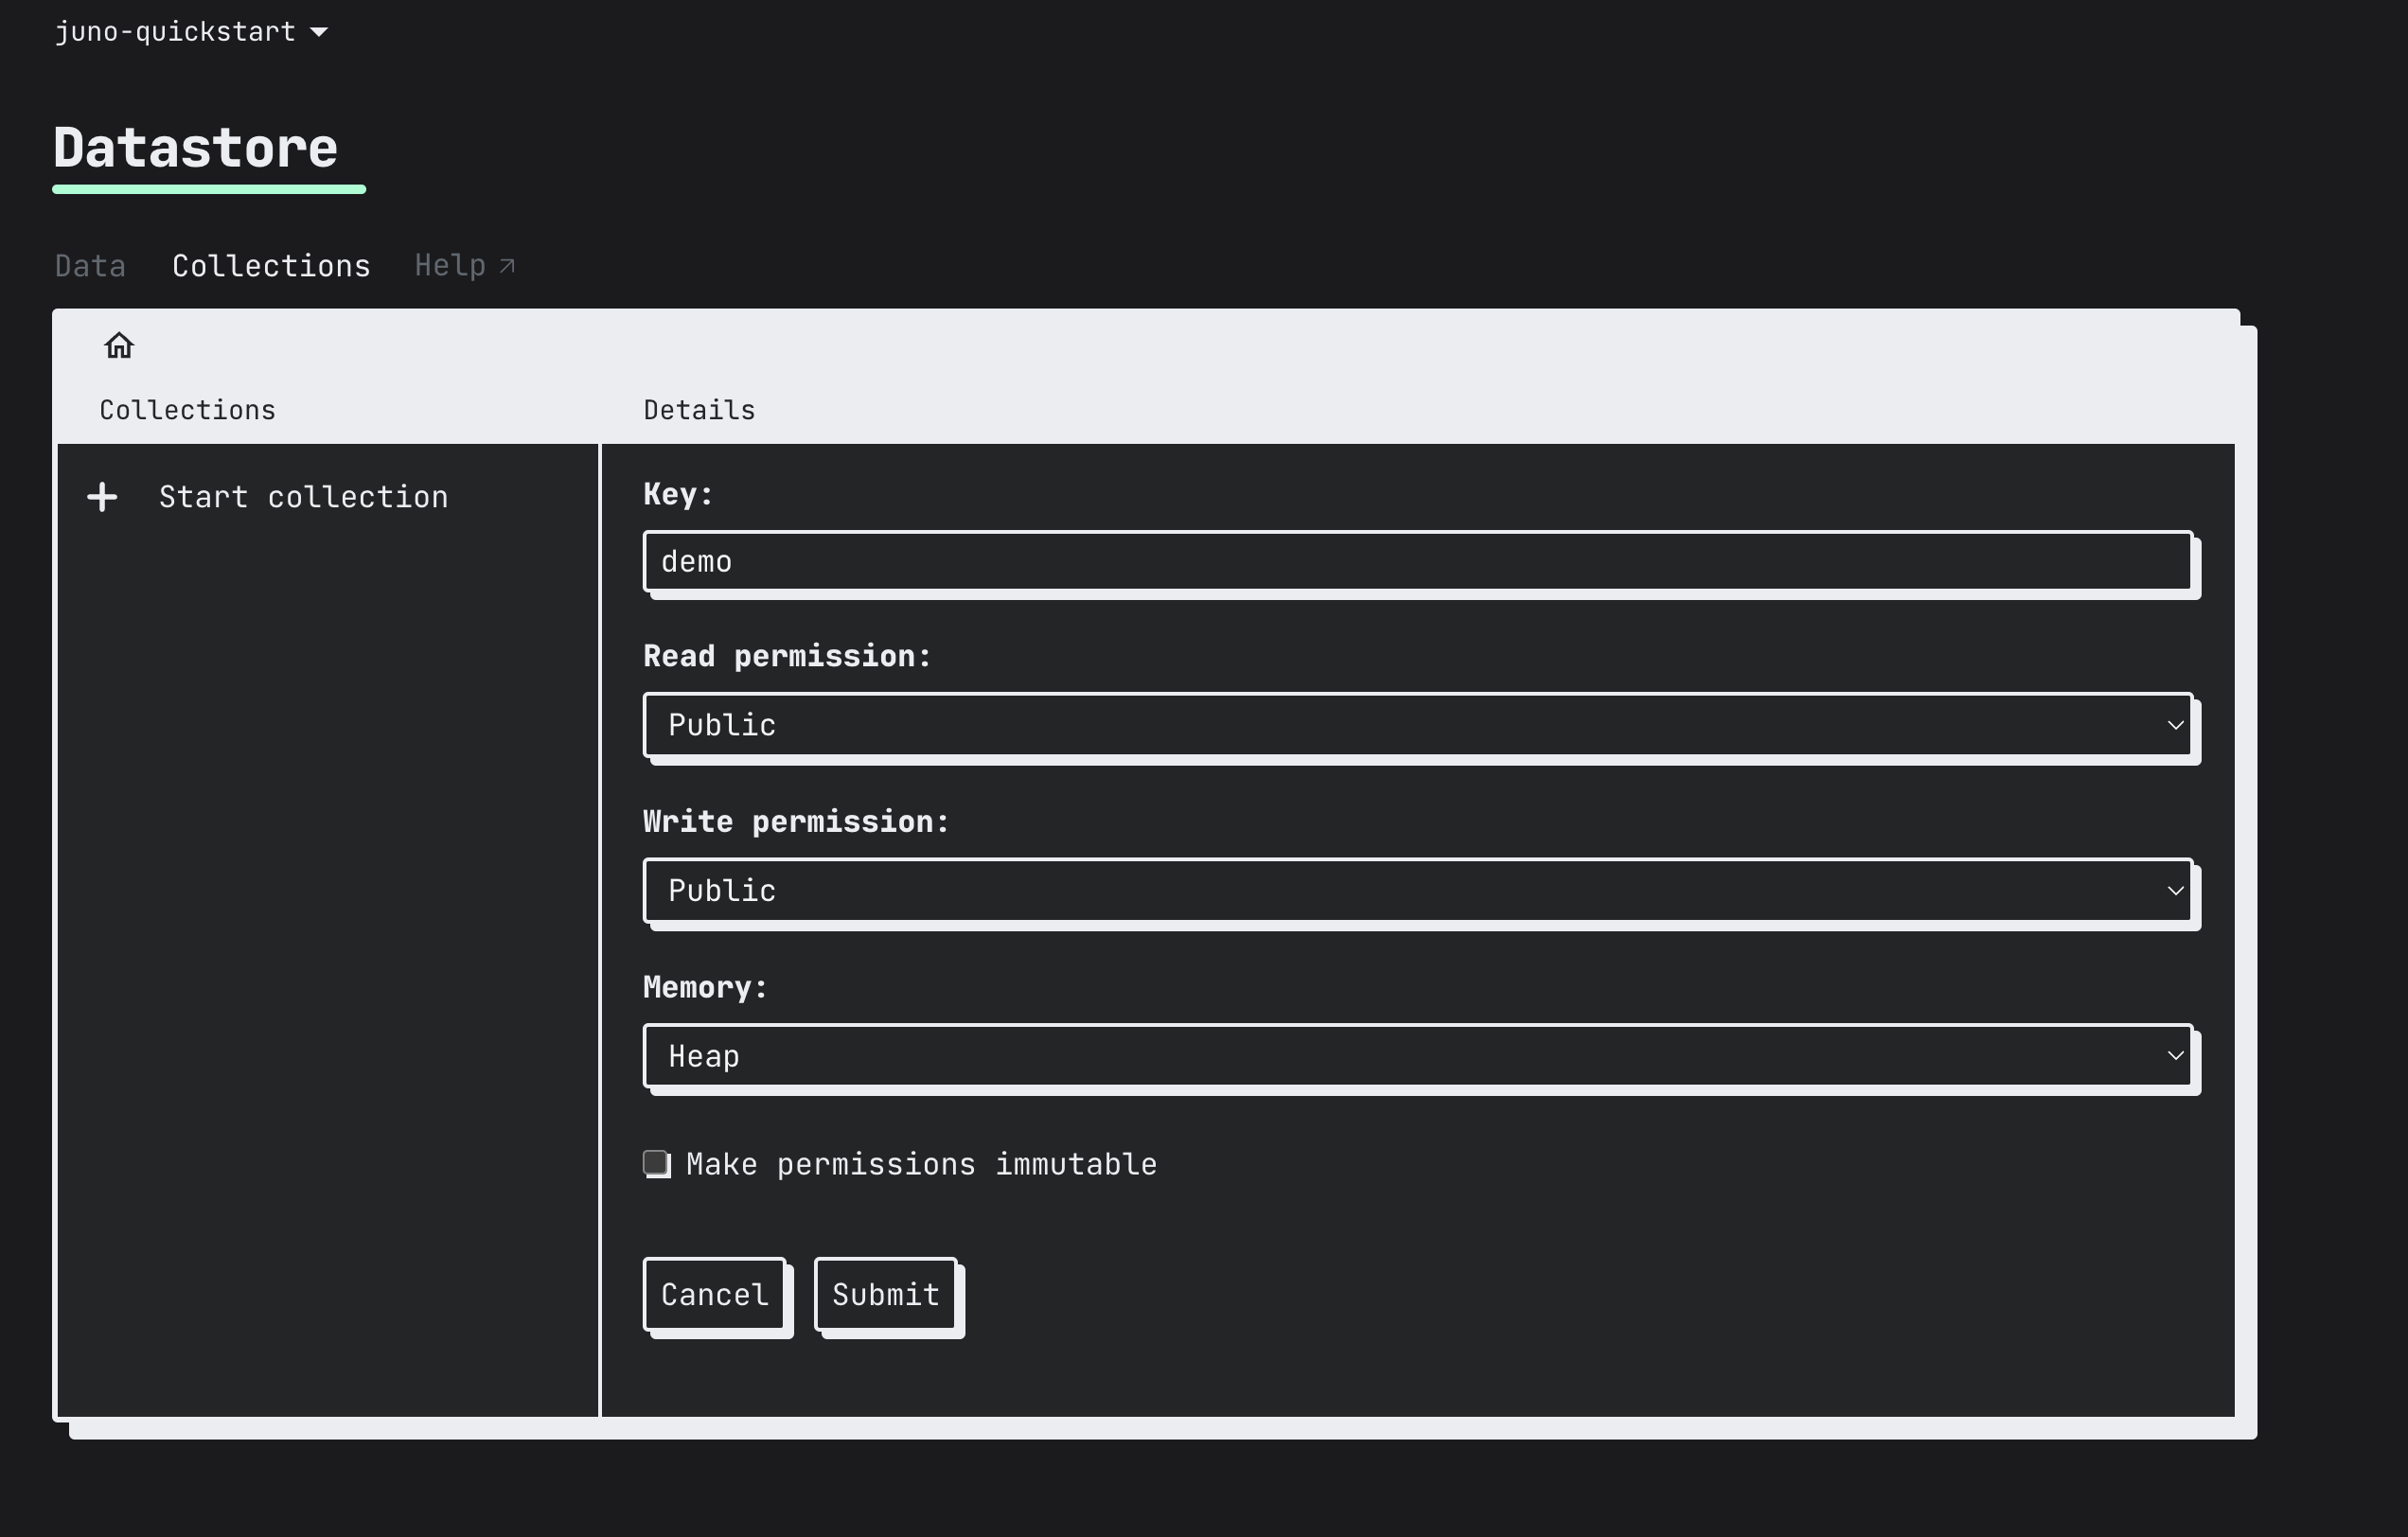 juno-quickstart
Datastore
Data Collections Help
Collections Details
Start collection
Key:
demo
Read permission:
Public
Write permission:
Public
Memory:
Heap
Make permissions immutable
Cancel Submit